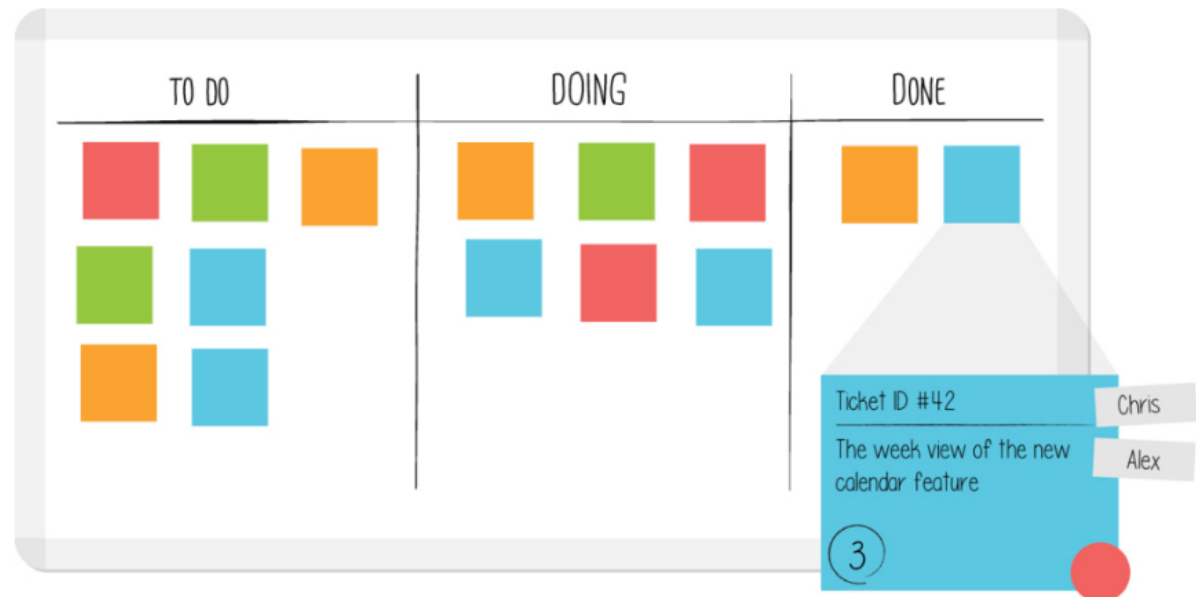 TO DO
DOING
DONE
Ticket ID #42
Chris
The week view of the new
calendar feature
Alex
3